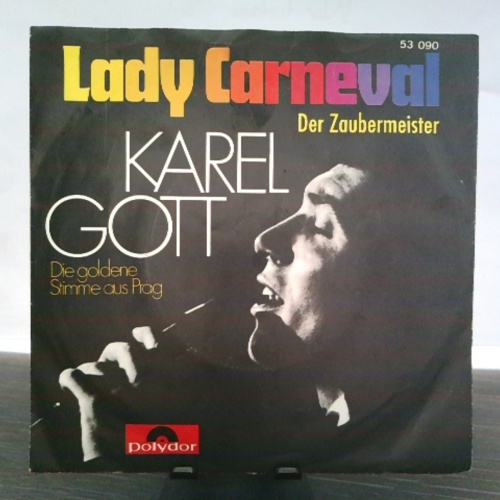 53 090
Lady Carneval
Der Zaubermeister
KAREL
GOTT
Die goldene
Stimme aus Prag
polydor